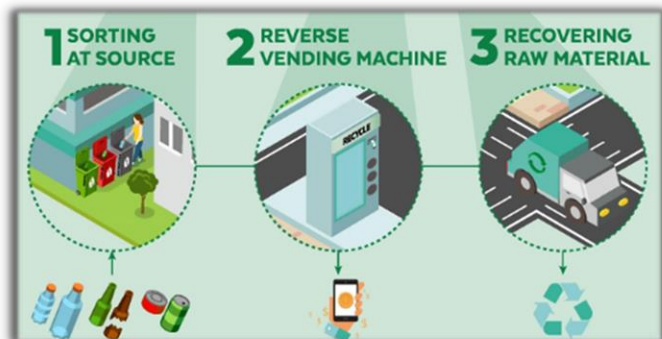 1 SORTING
AT SOURCE
2 REVERSE
VENDING MACHINE
3 RECOVERING
RAW MATERIAL
RECYCLE